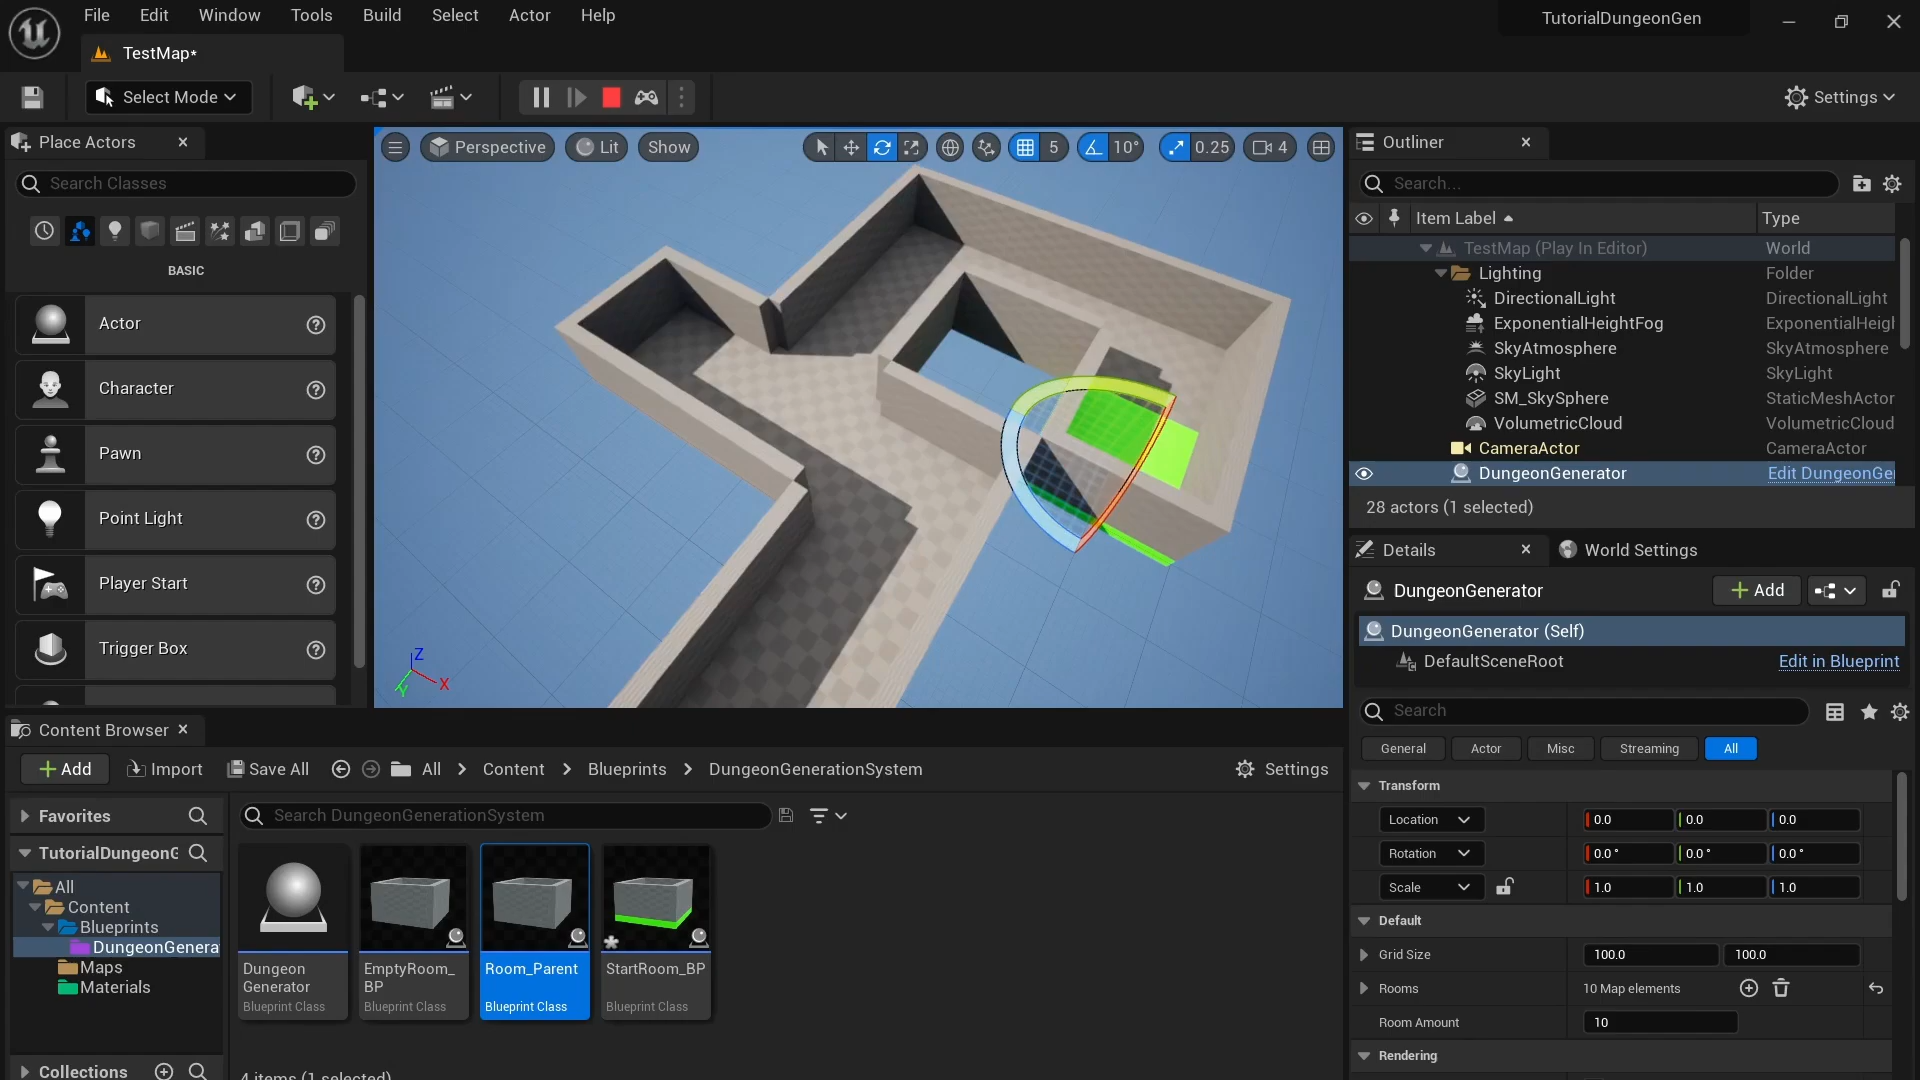 File Edit Window Tools Build Select Actor Help
TutorialDungeonGen
TestMap*
Select Mode
Settings
Place Actors
Search Classes
BASIC
Actor
Character
Pawn
Point Light
Player Start
Trigger Box
Perspective
Lit
Show
5
10°
0.25
4
Z
X
Y
Outliner
Search...
Item Label
Type
TestMap (Play In Editor) World
Lighting Folder
DirectionalLight DirectionalLight
ExponentialHeightFog ExponentialHeigh
SkyAtmosphere SkyAtmosphere
SkyLight SkyLight
SM_SkySphere StaticMeshActor
VolumetricCloud VolumetricCloud
CameraActor CameraActor
DungeonGenerator Edit DungeonGe
28 actors (1 selected)
Details
World Settings
DungeonGenerator
Add
DungeonGenerator (Self)
DefaultSceneRoot Edit in Blueprint
Search
General Actor Misc Streaming All
Transform
Location 0.0 0.0 0.0
Rotation 0.0 ° 0.0 ° 0.0 °
Scale 1.0 1.0 1.0
Default
Grid Size 100.0 100.0
Rooms 10 Map elements
Room Amount 10
Rendering
Content Browser
Add Import Save All All Content Blueprints DungeonGenerationSystem Settings
Favorites
TutorialDungeonG
All
Content
Blueprints
DungeonGenera
Maps
Materials
Collections
Search DungeonGenerationSystem
Dungeon
Generator
Blueprint Class
EmptyRoom_
BP
Blueprint Class
Room_Parent
Blueprint Class
StartRoom_BP
Blueprint Class
4 items (1 selected)